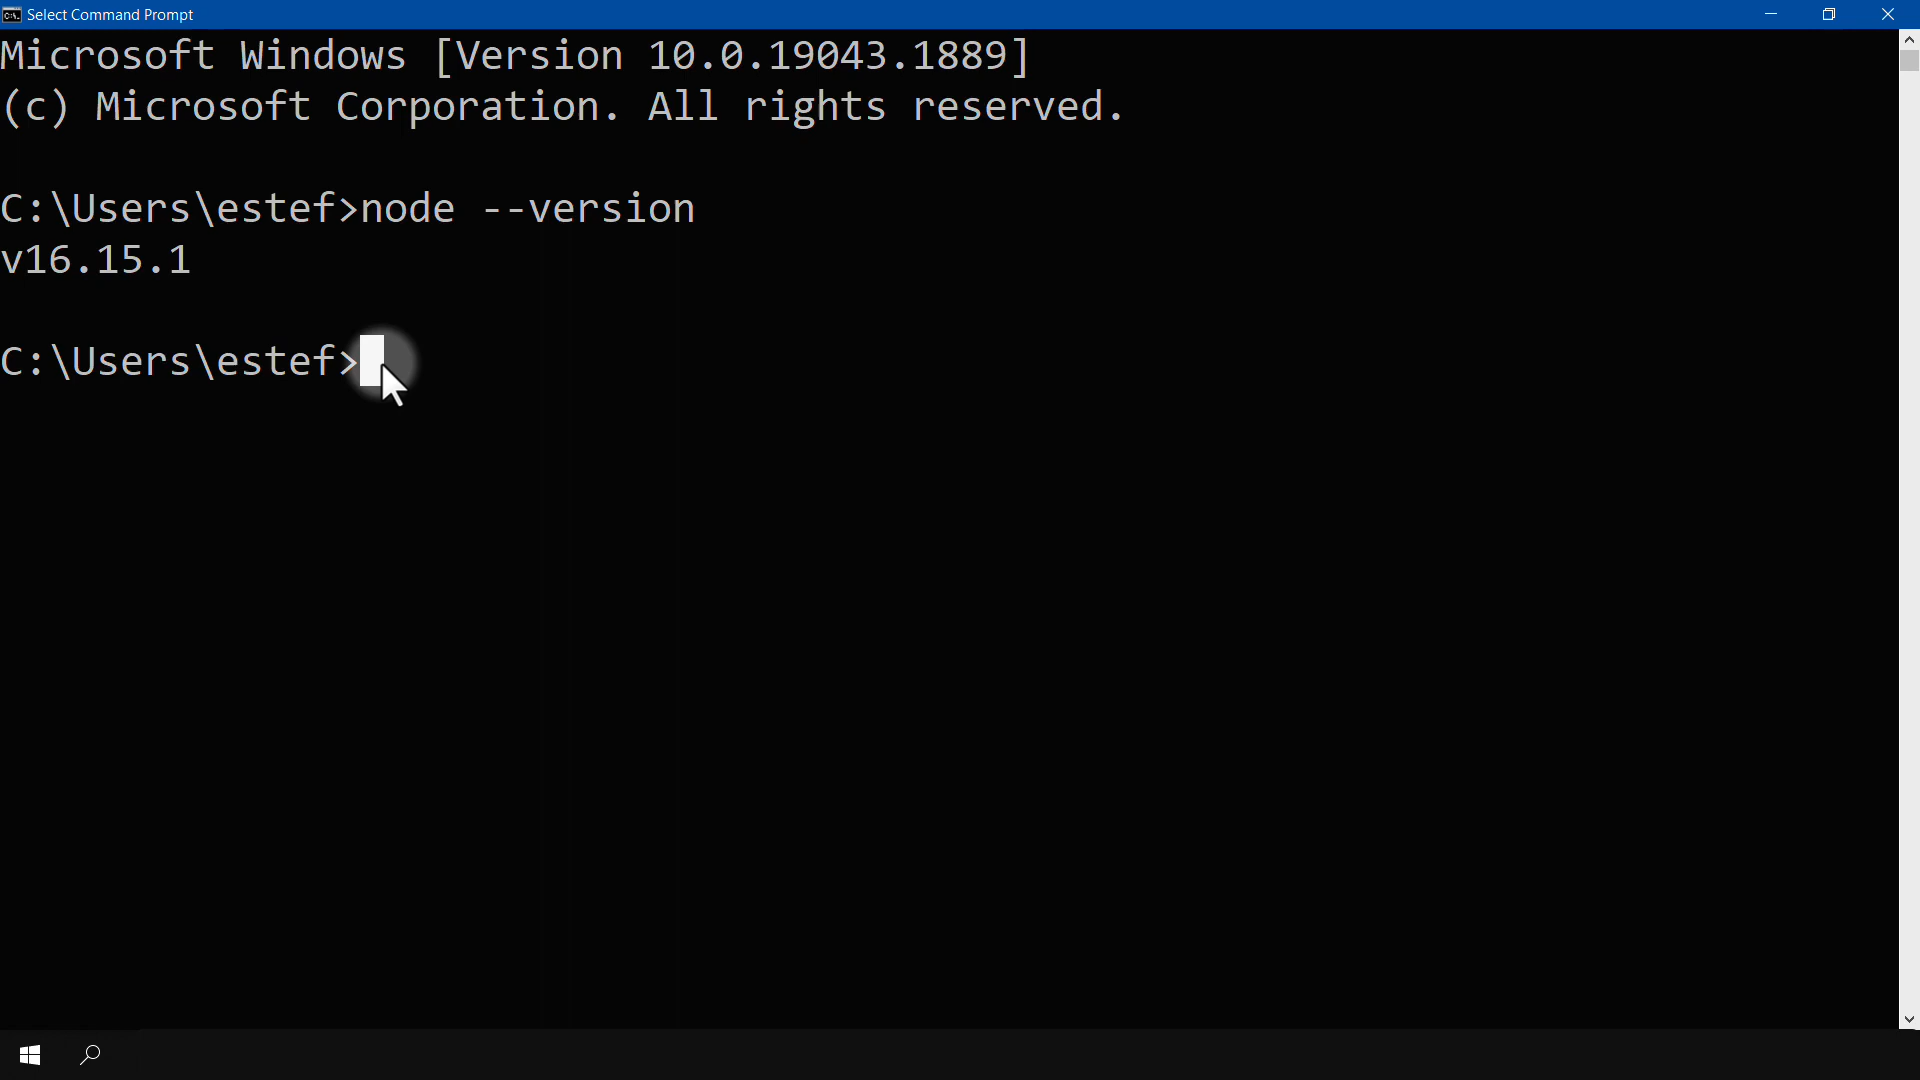 Select Command Prompt
Microsoft Windows [Version 10.0.19043.1889]
(c) Microsoft Corporation. All rights reserved.
C:\Users\estef>node --version
v16.15.1
C:\Users\estef>